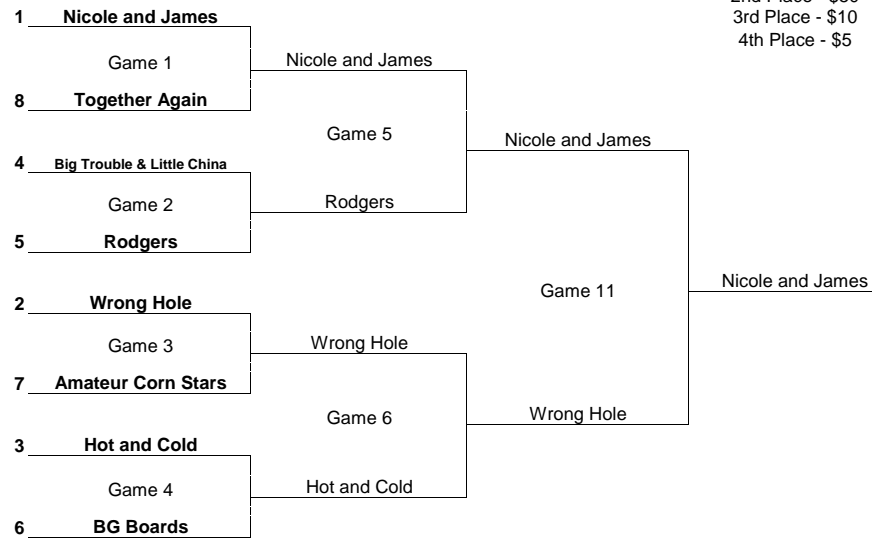 1 Nicole and James
3rd Place - $10
4th Place - $5
Game 1
Nicole and James
8 Together Again
Game 5
Nicole and James
4 Big Trouble & Little China
Game 2
Rodgers
5 Rodgers
Game 11
Nicole and James
2 Wrong Hole
Game 3
Wrong Hole
7 Amateur Corn Stars
Game 6
Wrong Hole
3 Hot and Cold
Game 4
Hot and Cold
6 BG Boards